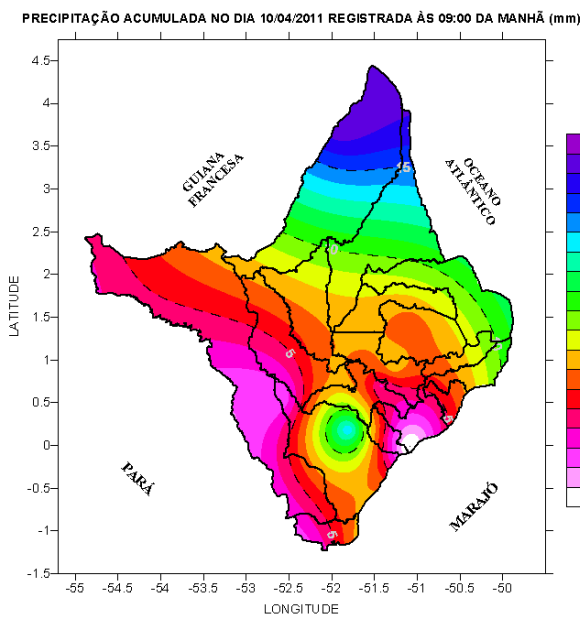 PRECIPITAÇÃO ACUMULADA NO DIA 10/04/2011 REGISTRADA ÀS 09:00 DA MANHÃ (mm)
4.5
4
3.5
3
2.5
2
1.5
1
0.5
0
-0.5
-1
-1.5
LATITUDE
GUIANA
FRANCESA
OCEANO
ATLÂNTICO
PARÁ
MARAJÓ
15
5
5
-55 -54.5 -54 -53.5 -53 -52.5 -52 -51.5 -51 -50.5 -50
LONGITUDE